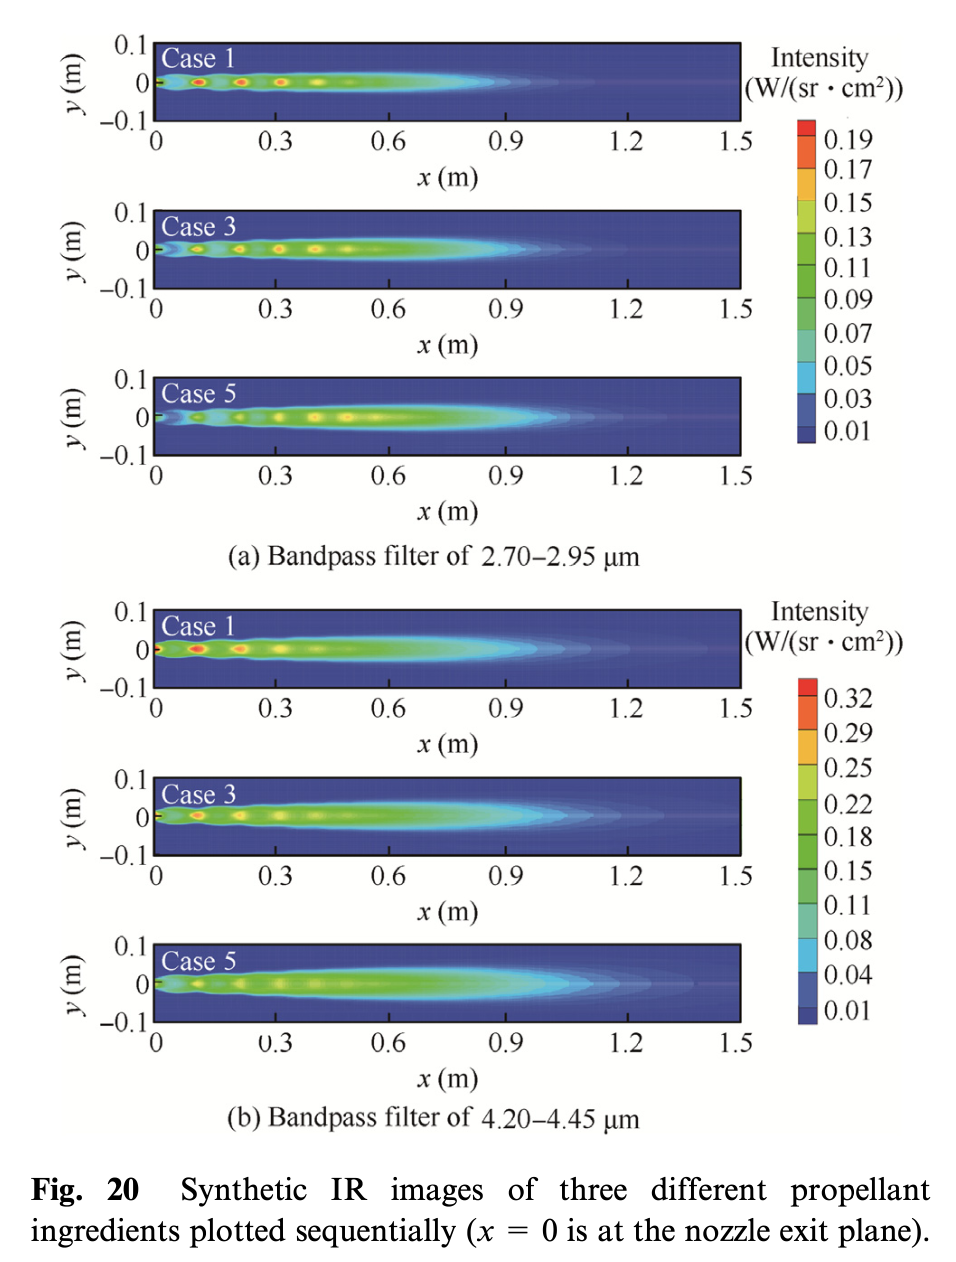 0.1
Case 1
y (m)
0
−0.1
0 0.3 0.6 0.9 1.2 1.5
x (m)
0.1
Case 3
y (m)
0
−0.1
0 0.3 0.6 0.9 1.2 1.5
x (m)
0.1
Case 5
y (m)
0
−0.1
0 0.3 0.6 0.9 1.2 1.5
x (m)
Intensity
(W/(sr · cm²))
0.19
0.17
0.15
0.13
0.11
0.09
0.07
0.05
0.03
0.01
(a) Bandpass filter of 2.70–2.95 μm
0.1
Case 1
y (m)
0
−0.1
0 0.3 0.6 0.9 1.2 1.5
x (m)
0.1
Case 3
y (m)
0
−0.1
0 0.3 0.6 0.9 1.2 1.5
x (m)
0.1
Case 5
y (m)
0
−0.1
0 0.3 0.6 0.9 1.2 1.5
x (m)
Intensity
(W/(sr · cm²))
0.32
0.29
0.25
0.22
0.18
0.15
0.11
0.08
0.04
0.01
(b) Bandpass filter of 4.20–4.45 μm
Fig. 20 Synthetic IR images of three different propellant
ingredients plotted sequentially (x = 0 is at the nozzle exit plane).